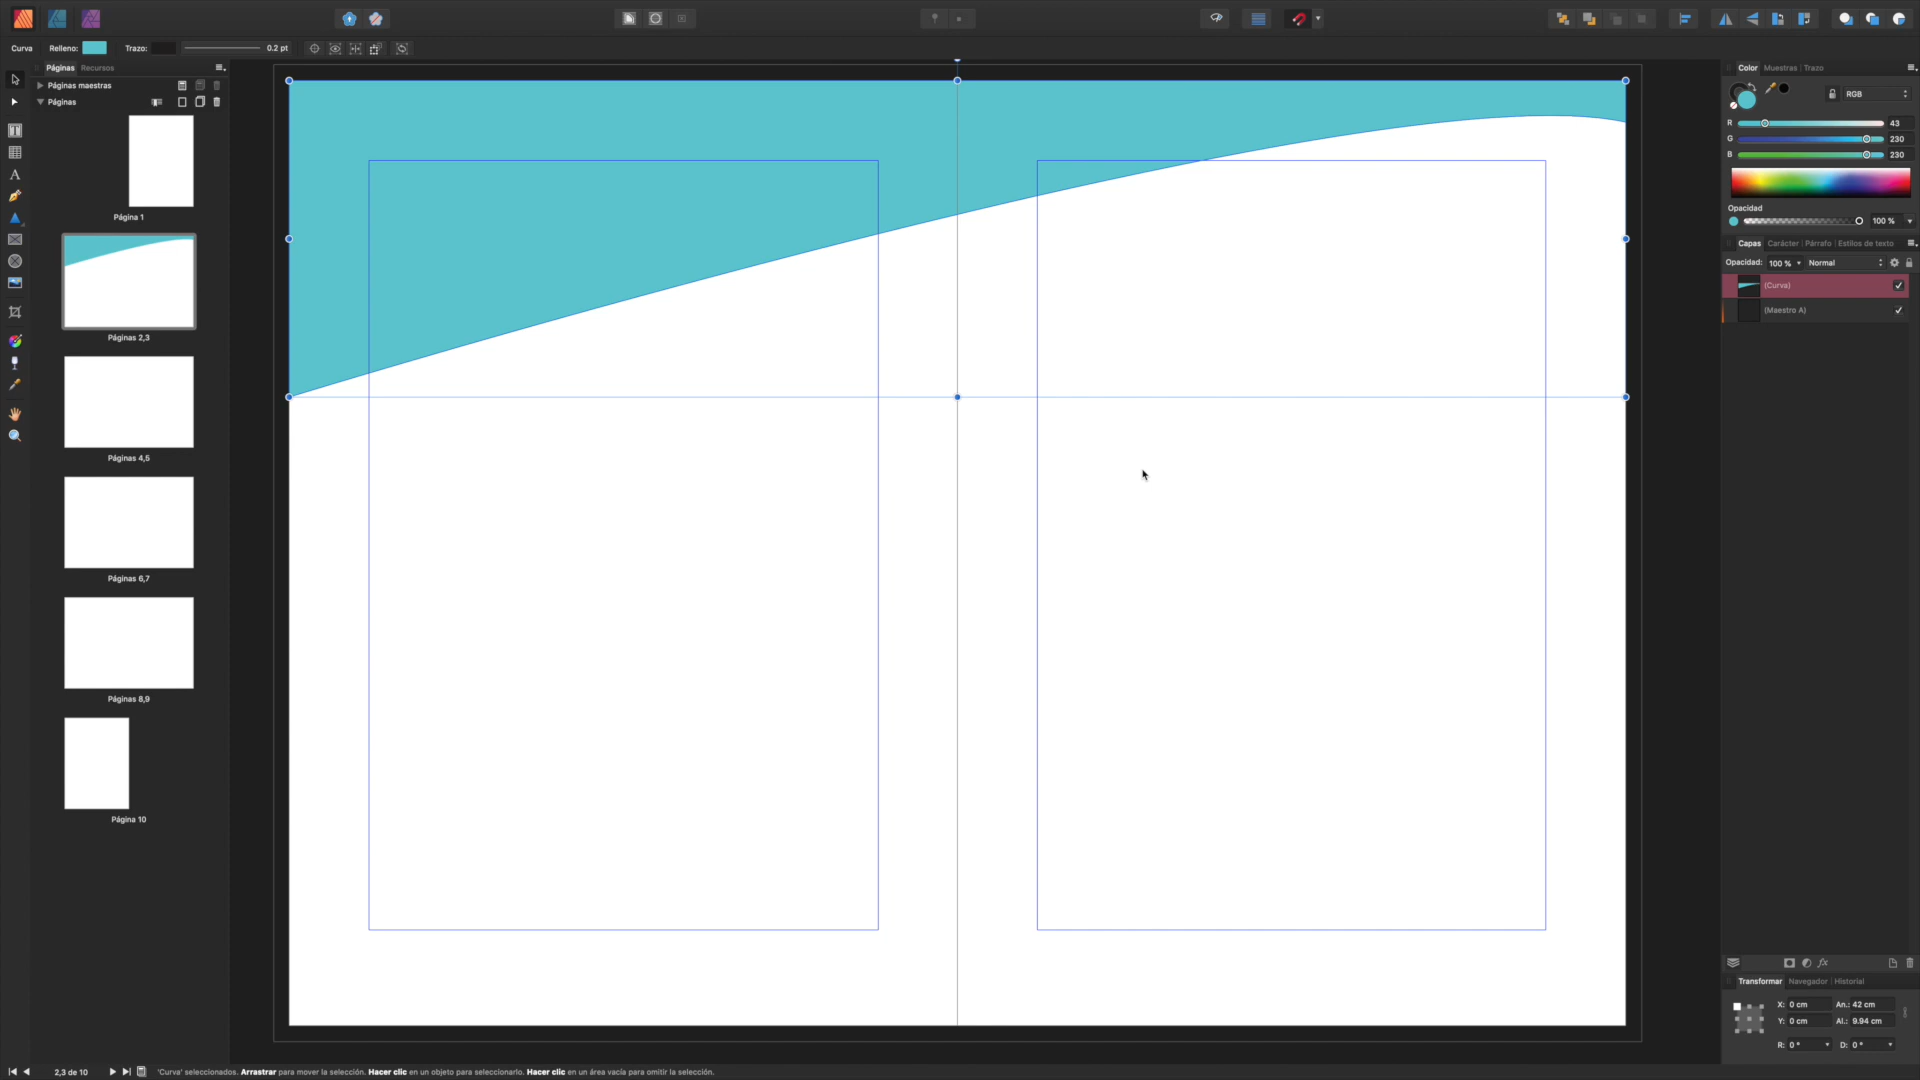 Curva Relleno: Trazo: 0.2 pt
Páginas Recursos
Páginas maestras
Páginas
Página 1
Páginas 2,3
Páginas 4,5
Páginas 6,7
Páginas 8,9
Página 10
Color Muestras Trazo
RGB
R 43
G 230
B 230
Opacidad
100 %
Capas Carácter Párrafo Estilos de texto
Opacidad: 100 % Normal
(Curva)
(Maestro A)
fx
Transformar Navegador Historial
X: 0 cm An.: 42 cm
Y: 0 cm Al.: 9.94 cm
R: 0 ° D: 0 °
2,3 de 10 'Curva' seleccionados. Arrastrar para mover la selección. Hacer clic en un objeto para seleccionarlo. Hacer clic en un área vacía para omitir la selección.